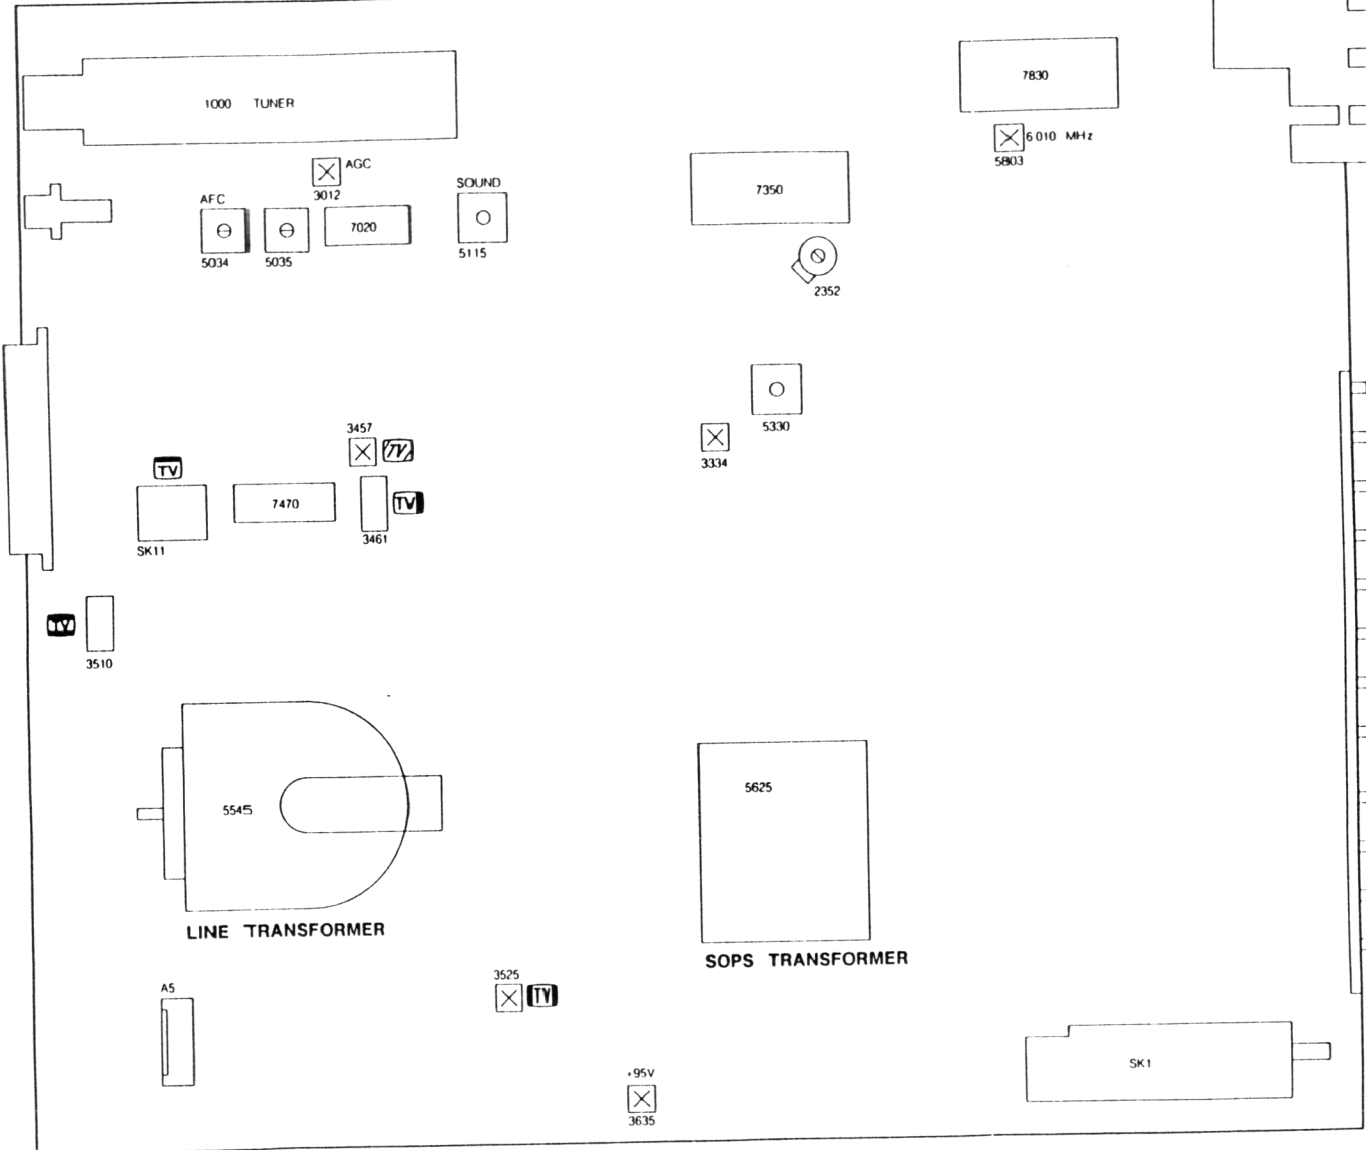 7830
1000 TUNER
6 010 MHz
5803
AGC
3012
SOUND
7350
AFC
7020
5034
5035
5115
2352
3457
TV
5330
3334
TV
7470
TV
SK11
3461
TV
3510
5545
5625
LINE TRANSFORMER
SOPS TRANSFORMER
3525
TV
A5
SK1
+95V
3635